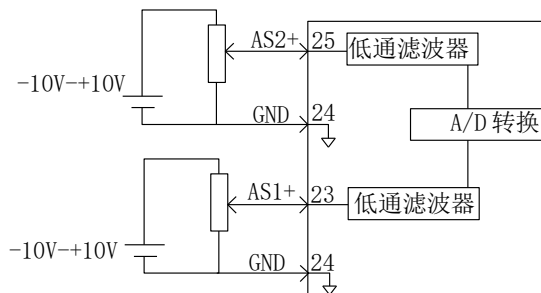 AS2+ 25 低通滤波器
-10V-+10V
GND 24
A/D 转换
AS1+ 23 低通滤波器
-10V-+10V
GND 24